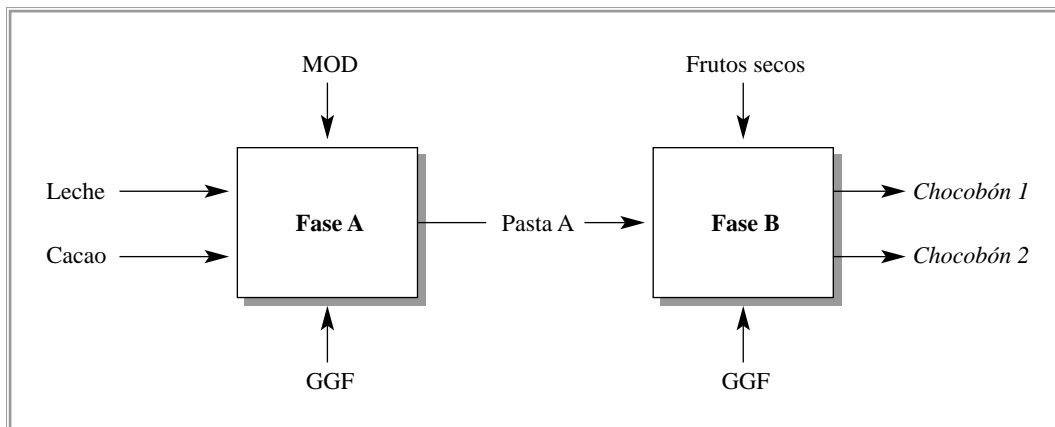 MOD
Frutos secos
Leche
Cacao
Fase A
Pasta A
Fase B
Chocobón 1
Chocobón 2
GGF
GGF